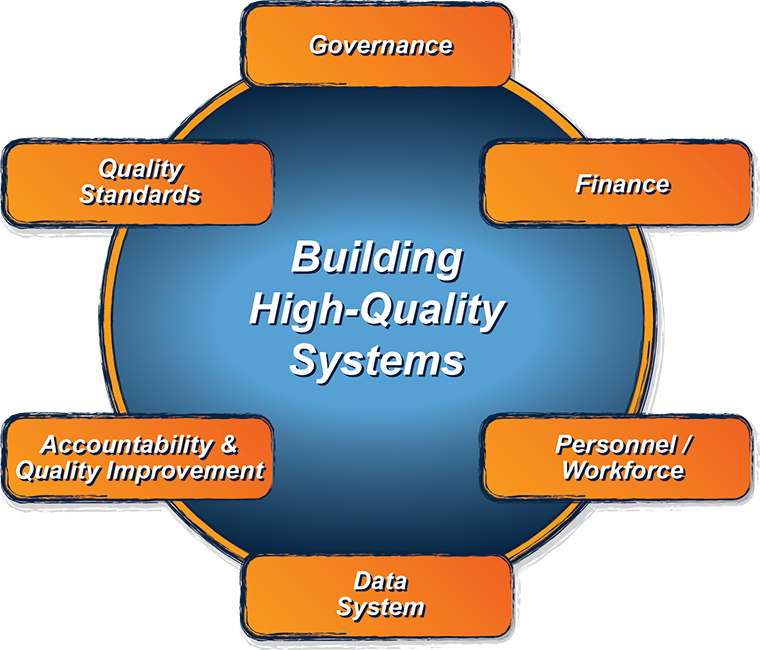 Governance
Quality
Standards
Finance
Building
High-Quality
Systems
Accountability &
Quality Improvement
Personnel /
Workforce
Data
System